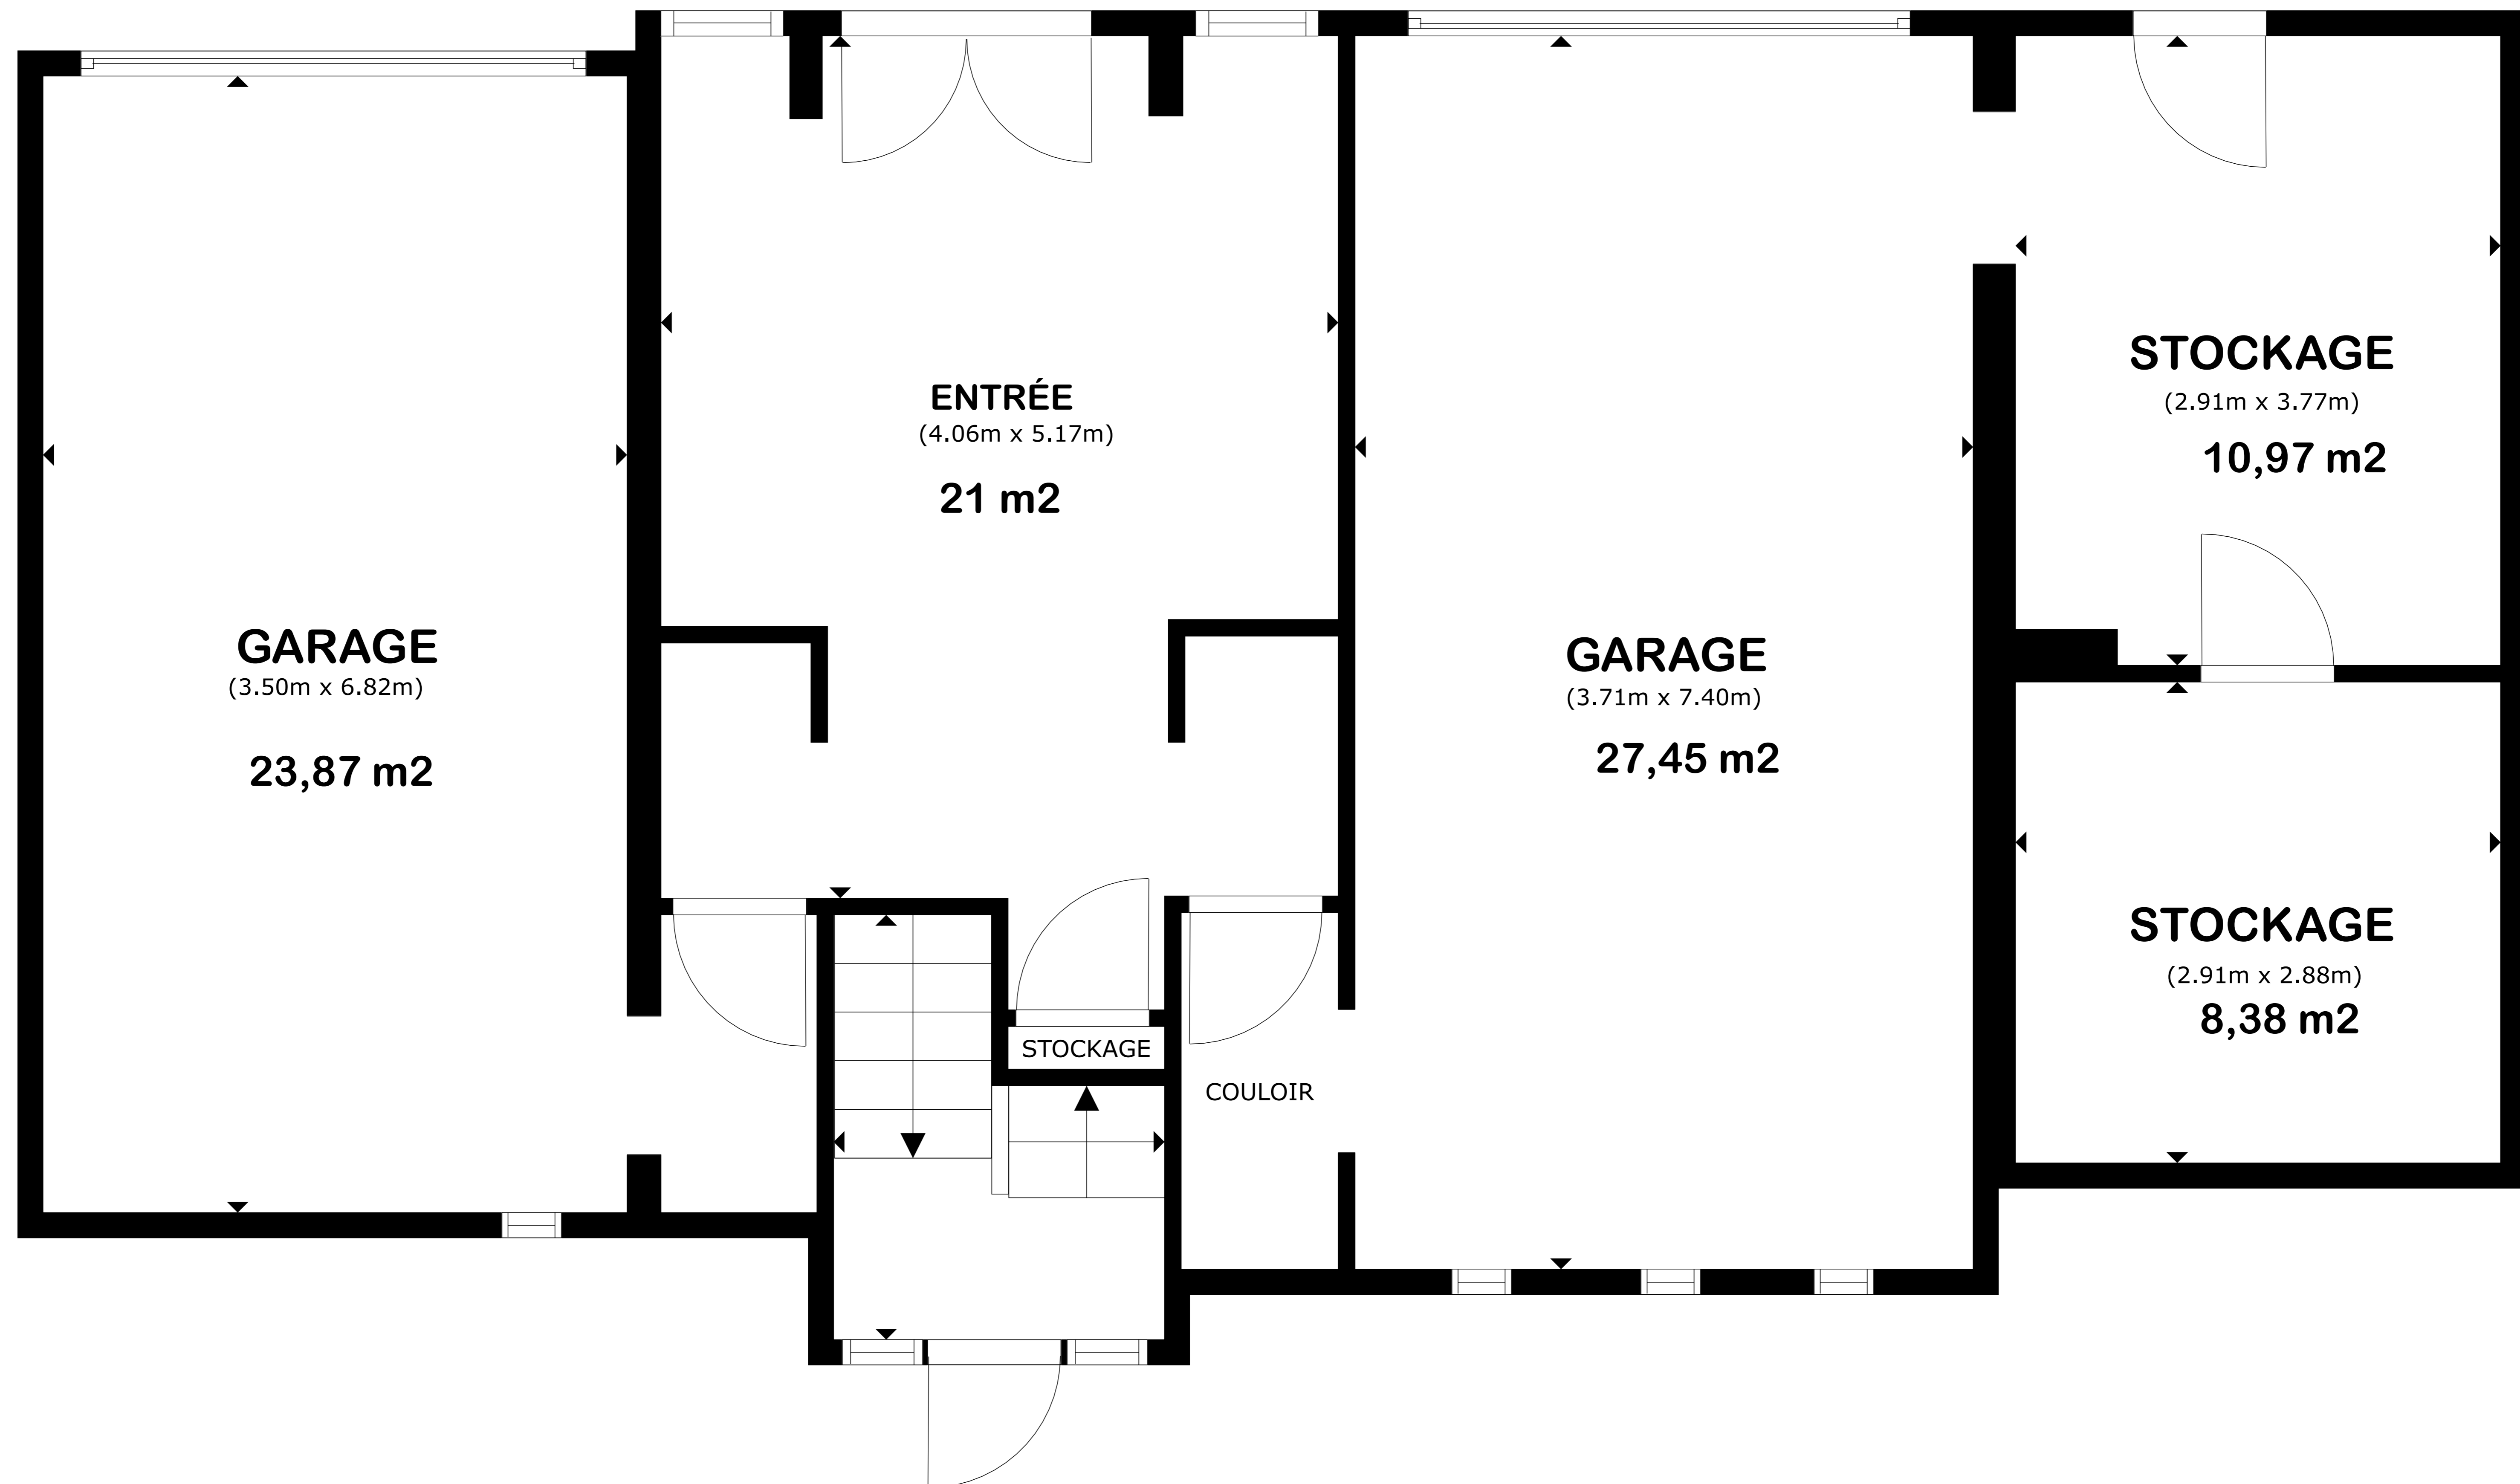 GARAGE
(3.50m x 6.82m)
23,87 m2
ENTRÉE
(4.06m x 5.17m)
21 m2
STOCKAGE
COULOIR
GARAGE
(3.71m x 7.40m)
27,45 m2
STOCKAGE
(2.91m x 3.77m)
10,97 m2
STOCKAGE
(2.91m x 2.88m)
8,38 m2